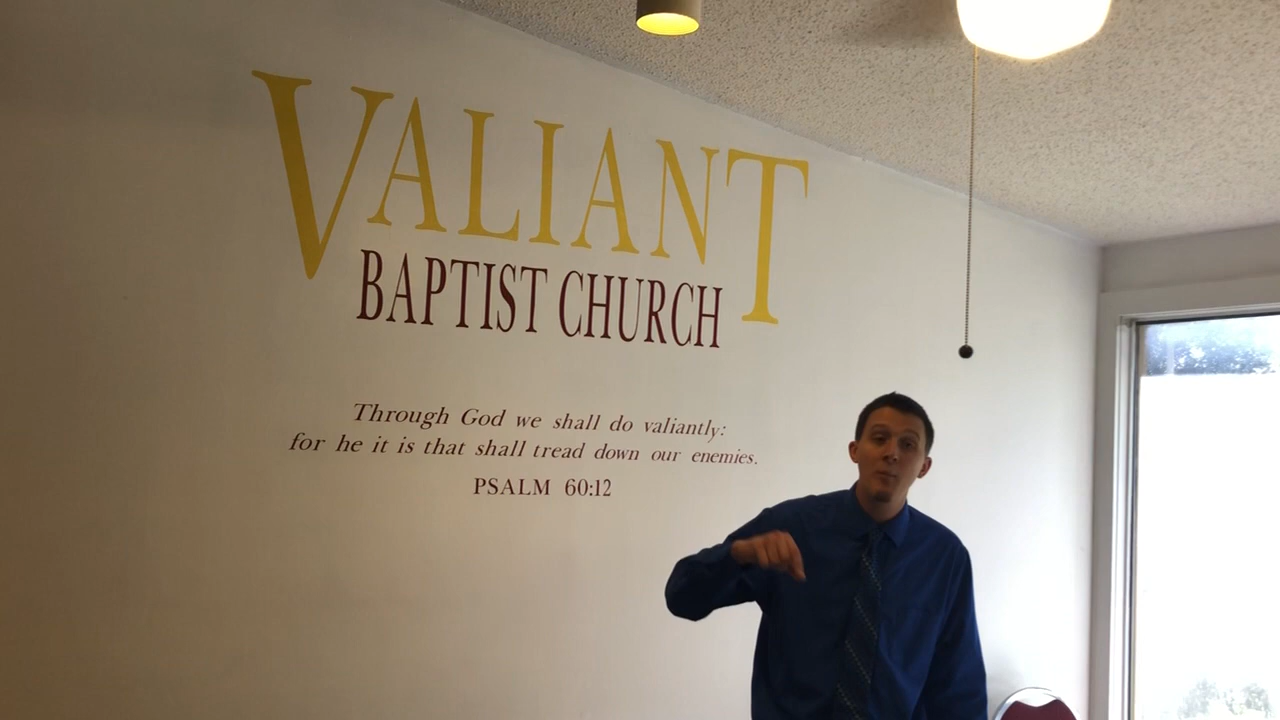 VALIANT
BAPTIST CHURCH
Through God we shall do valiantly:
for he it is that shall tread down our enemies.
PSALM 60:12